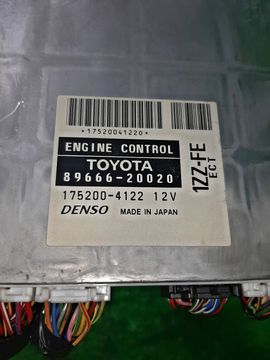 *17520041220*
ENGINE CONTROL
TOYOTA
89666-20020
175200-4122 12V
DENSO MADE IN JAPAN
1ZZ-FE
ECT